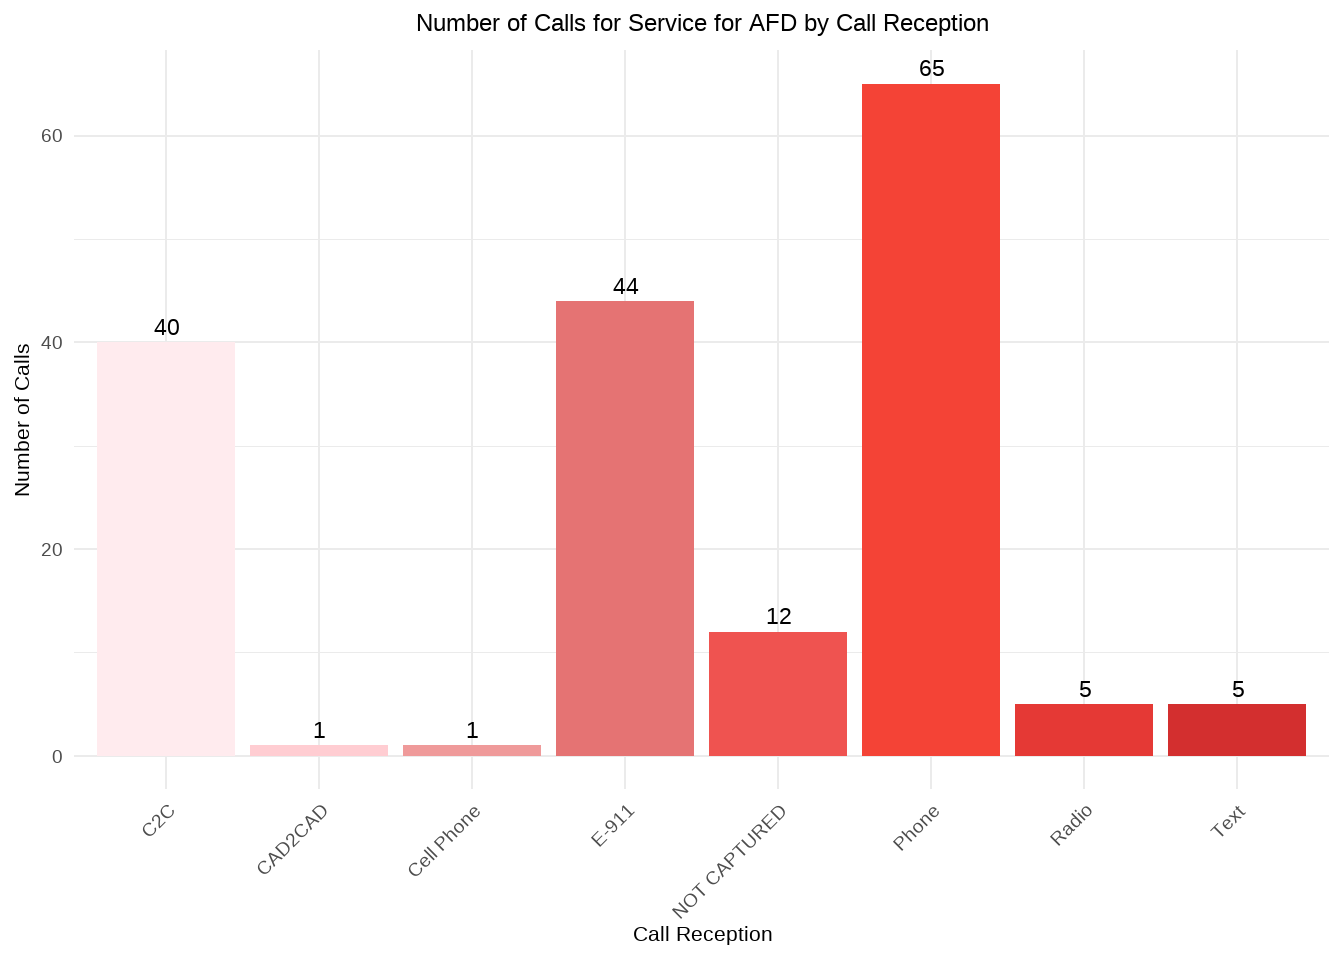 Number of Calls for Service for AFD by Call Reception
65
60
44
40
40
Number of Calls
20
12
5
5
1
1
0
C2C
CAD2CAD
Cell Phone
E-911
NOT CAPTURED
Phone
Radio
Text
Call Reception